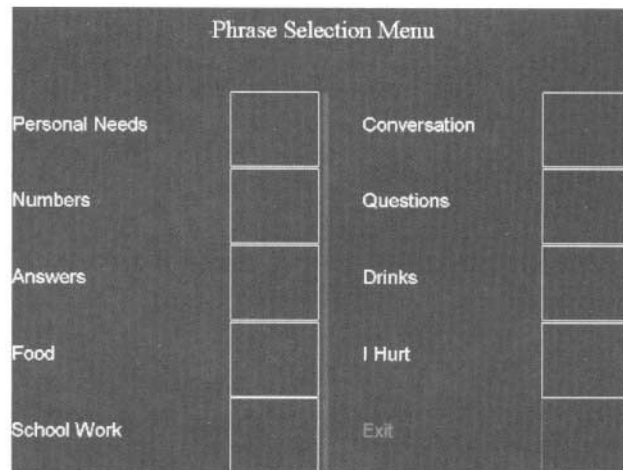 Phrase Selection Menu
Personal Needs
Conversation
Numbers
Questions
Answers
Drinks
Food
I Hurt
School Work
Exit